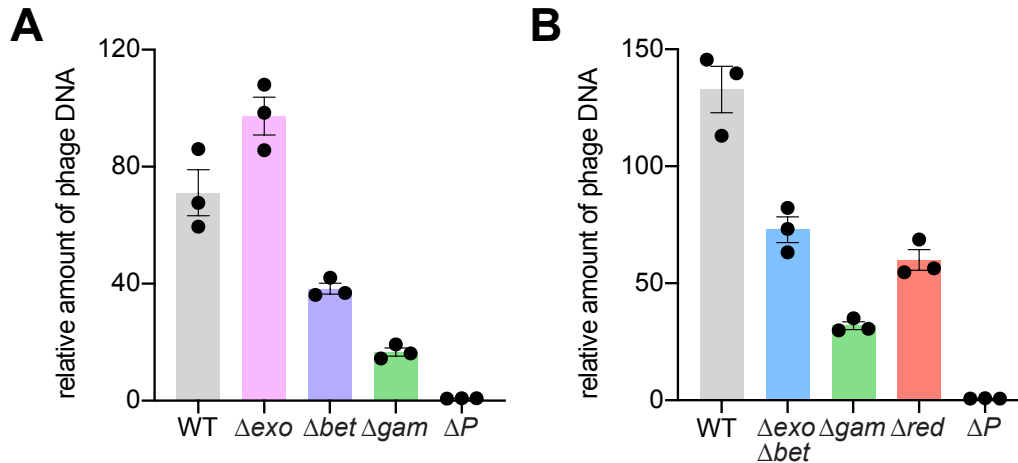 A
relative amount of phage DNA
120
80
40
0
WT Δexo Δbet Δgam ΔP
B
relative amount of phage DNA
150
100
50
0
WT Δexo Δgam Δred ΔP
Δbet